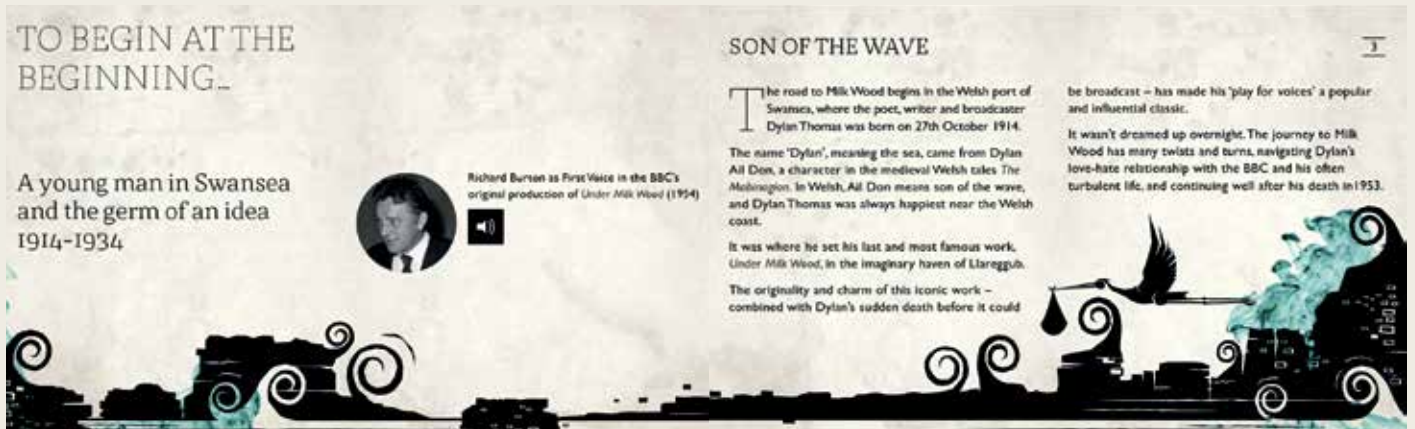 TO BEGIN AT THE
BEGINNING...
A young man in Swansea
and the germ of an idea
1914-1934
Richard Burton as First Voice in the BBC's
original production of Under Milk Wood (1954)
SON OF THE WAVE
3
The road to Milk Wood begins in the Welsh port of
Swansea, where the poet, writer and broadcaster
Dylan Thomas was born on 27th October 1914.
The name 'Dylan', meaning the sea, came from Dylan
Ail Don, a character in the medieval Welsh tales The
Mabinogion. In Welsh, Ail Don means son of the wave,
and Dylan Thomas was always happiest near the Welsh
coast.
It was where he set his last and most famous work,
Under Milk Wood, in the imaginary haven of Llareggub.
The originality and charm of this iconic work –
combined with Dylan's sudden death before it could
be broadcast – has made his 'play for voices' a popular
and influential classic.
It wasn't dreamed up overnight. The journey to Milk
Wood has many twists and turns, navigating Dylan's
love-hate relationship with the BBC and his often
turbulent life, and continuing well after his death in1953.